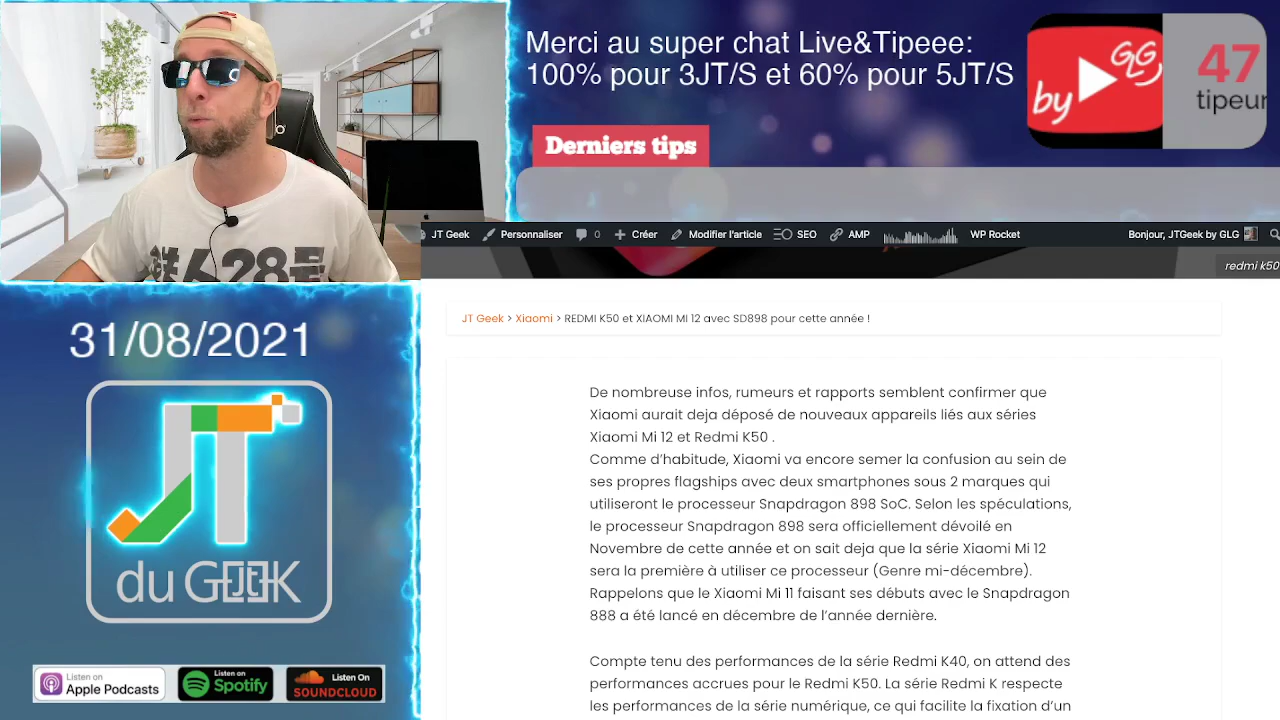 Merci au super chat Live&Tipeee:
100% pour 3JT/S et 60% pour 5JT/S
by GLG
47
tipeur
Derniers tips
JT Geek Personnaliser 0 Créer Modifier l'article SEO AMP WP Rocket Bonjour, JTGeek by GLG
redmi k50
鉄人28号
31/08/2021
JT
du GEEK
Listen on
Apple Podcasts
Listen on
Spotify
Listen On
SOUNDCLOUD
JT Geek > Xiaomi > REDMI K50 et XIAOMI MI 12 avec SD898 pour cette année !
De nombreuse infos, rumeurs et rapports semblent confirmer que
Xiaomi aurait deja déposé de nouveaux appareils liés aux séries
Xiaomi Mi 12 et Redmi K50 .
Comme d'habitude, Xiaomi va encore semer la confusion au sein de
ses propres flagships avec deux smartphones sous 2 marques qui
utiliseront le processeur Snapdragon 898 SoC. Selon les spéculations,
le processeur Snapdragon 898 sera officiellement dévoilé en
Novembre de cette année et on sait deja que la série Xiaomi Mi 12
sera la première à utiliser ce processeur (Genre mi-décembre).
Rappelons que le Xiaomi Mi 11 faisant ses débuts avec le Snapdragon
888 a été lancé en décembre de l'année dernière.
Compte tenu des performances de la série Redmi K40, on attend des
performances accrues pour le Redmi K50. La série Redmi K respecte
les performances de la série numérique, ce qui facilite la fixation d'un